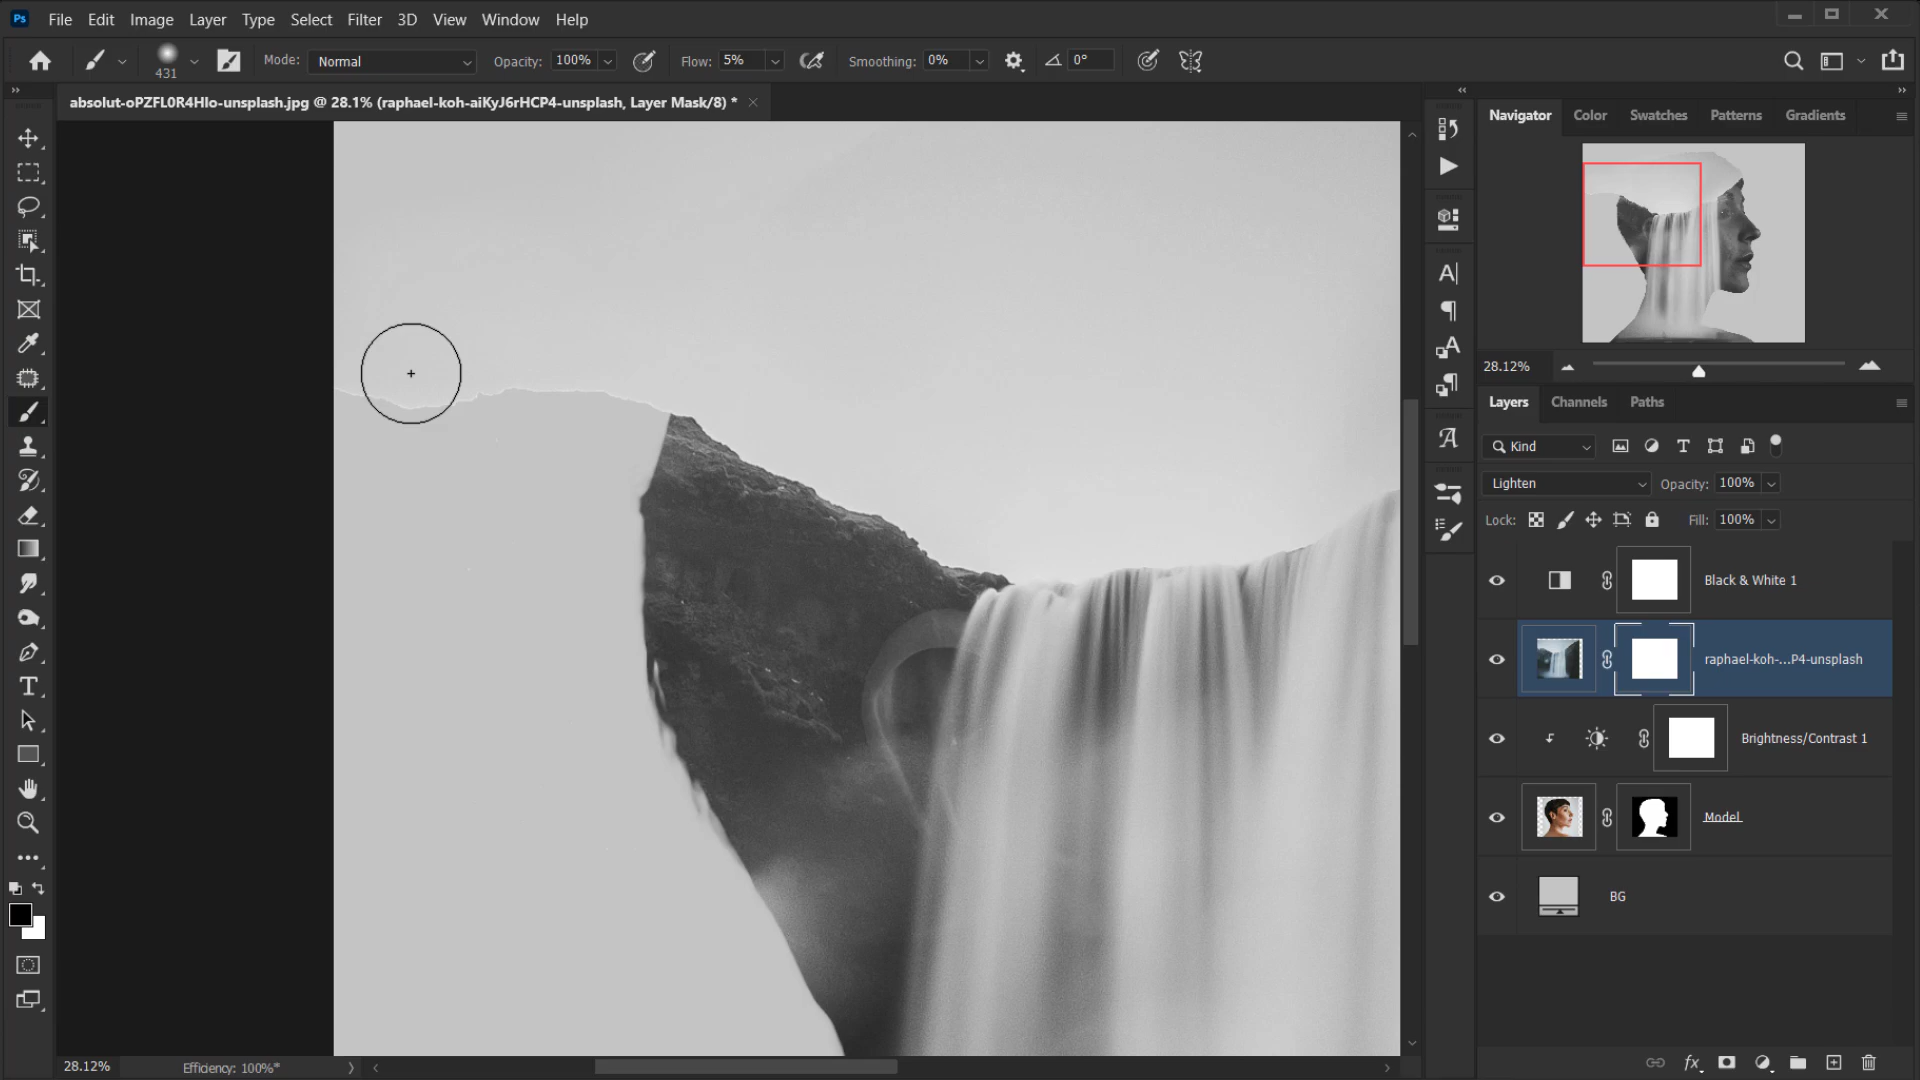 Ps File Edit Image Layer Type Select Filter 3D View Window Help
431 Mode: Normal Opacity: 100% Flow: 5% Smoothing: 0% 0°
absolut-oPZFL0R4HIo-unsplash.jpg @ 28.1% (raphael-koh-aiKyJ6rHCP4-unsplash, Layer Mask/8) *
Navigator Color Swatches Patterns Gradients
28.12%
Layers Channels Paths
Kind
Lighten Opacity: 100%
Lock: Fill: 100%
Black & White 1
raphael-koh-...P4-unsplash
Brightness/Contrast 1
Model
BG
28.12% Efficiency: 100%*
fx